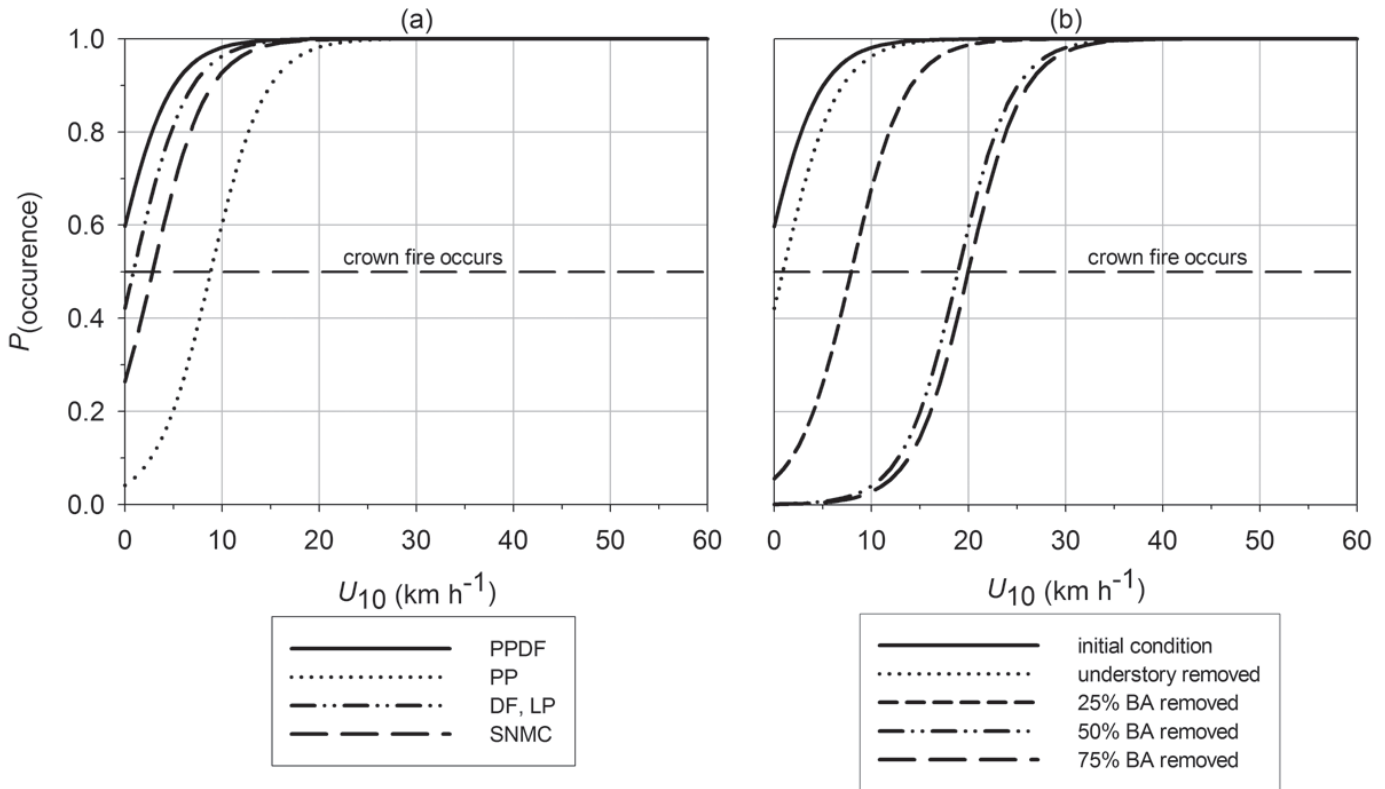 (a)
1.0
0.8
0.6
0.4
0.2
0.0
P(occurence)
crown fire occurs
0 10 20 30 40 50 60
U10 (km h-1)
PPDF
PP
DF, LP
SNMC
(b)
crown fire occurs
0 10 20 30 40 50 60
U10 (km h-1)
initial condition
understory removed
25% BA removed
50% BA removed
75% BA removed